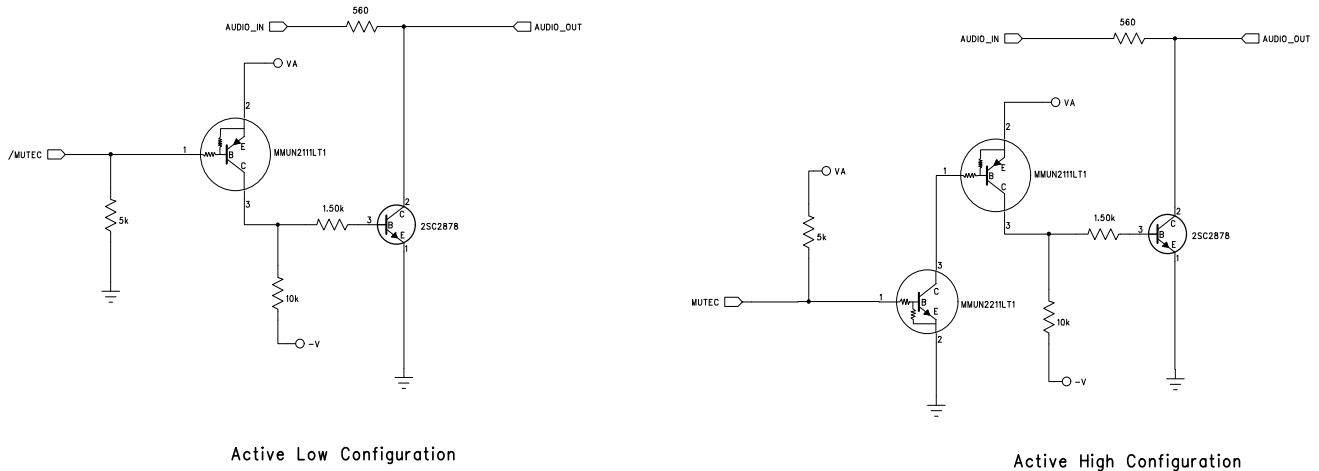 560
AUDIO_IN
AUDIO_OUT
VA
2
E
/MUTEC
1
B
MMUN2111LT1
C
3
5k
1.50k
3
2
C
B
E
1
2SC2878
10k
-V
Active Low Configuration
560
AUDIO_IN
AUDIO_OUT
VA
2
E
1
B
MMUN2111LT1
C
3
VA
5k
1.50k
3
2
C
B
E
1
2SC2878
3
C
MUTEC
1
B
MMUN2211LT1
E
2
10k
-V
Active High Configuration